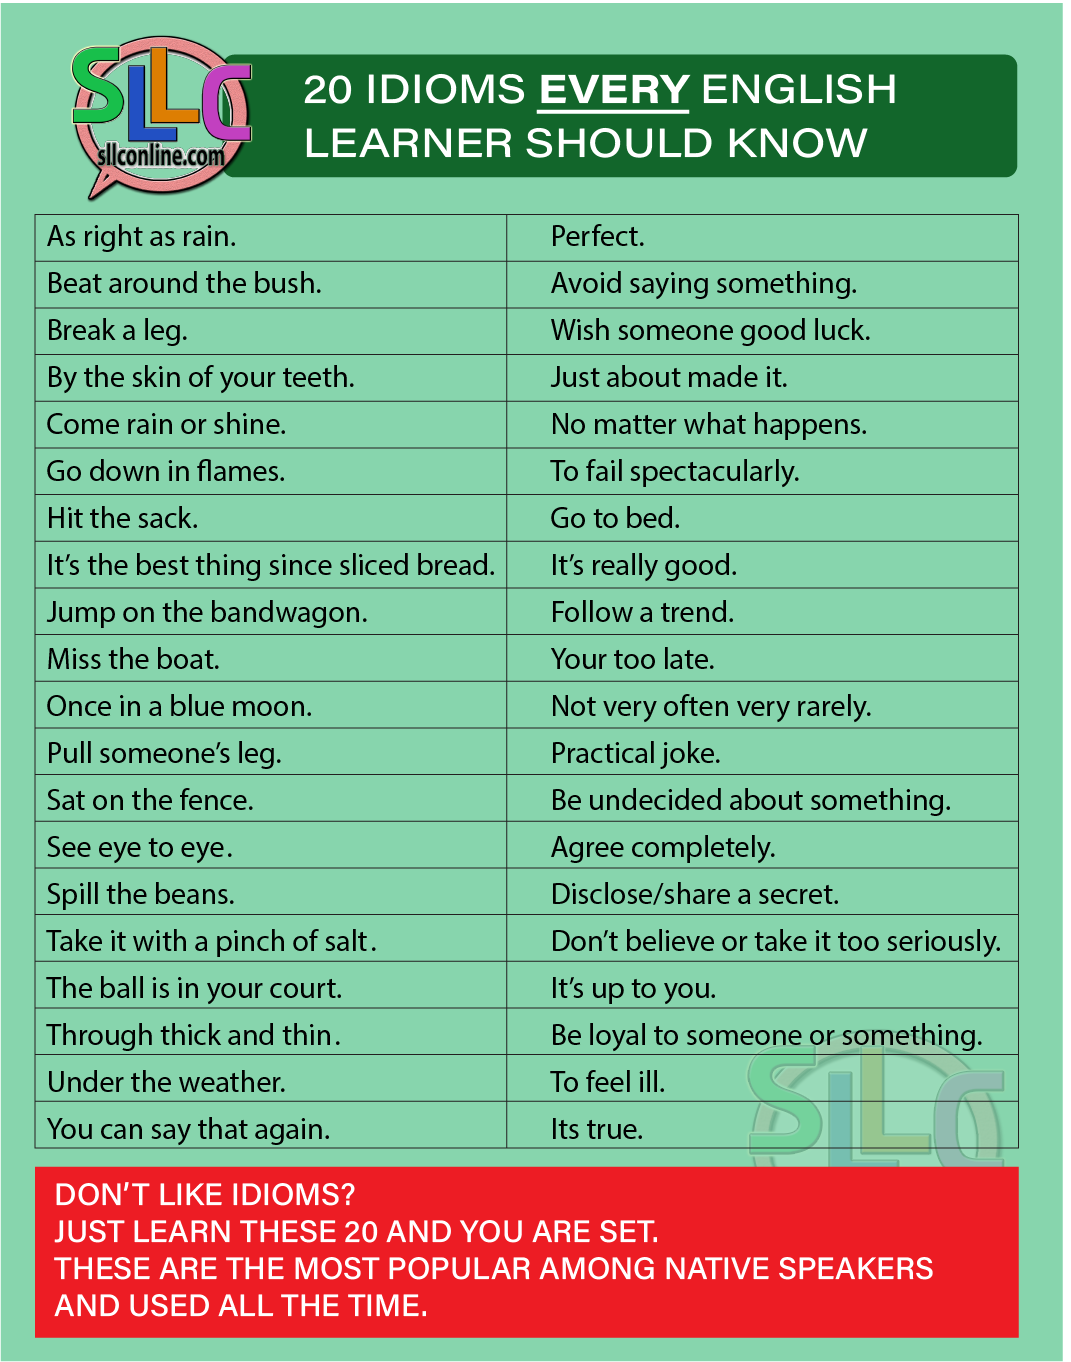 SLLC
sllconline.com
20 IDIOMS EVERY ENGLISH
LEARNER SHOULD KNOW
As right as rain. Perfect.
Beat around the bush. Avoid saying something.
Break a leg. Wish someone good luck.
By the skin of your teeth. Just about made it.
Come rain or shine. No matter what happens.
Go down in flames. To fail spectacularly.
Hit the sack. Go to bed.
It’s the best thing since sliced bread. It’s really good.
Jump on the bandwagon. Follow a trend.
Miss the boat. Your too late.
Once in a blue moon. Not very often very rarely.
Pull someone’s leg. Practical joke.
Sat on the fence. Be undecided about something.
See eye to eye. Agree completely.
Spill the beans. Disclose/share a secret.
Take it with a pinch of salt. Don’t believe or take it too seriously.
The ball is in your court. It’s up to you.
Through thick and thin. Be loyal to someone or something.
Under the weather. To feel ill.
You can say that again. Its true.
SLLC
DON’T LIKE IDIOMS?
JUST LEARN THESE 20 AND YOU ARE SET.
THESE ARE THE MOST POPULAR AMONG NATIVE SPEAKERS
AND USED ALL THE TIME.